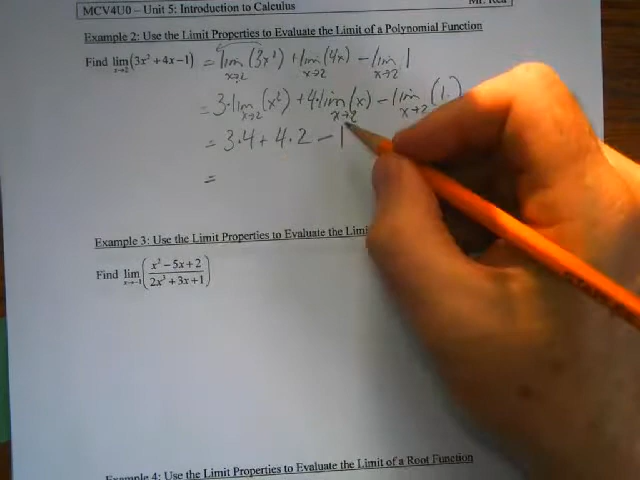 MCV4U0 – Unit 5: Introduction to Calculus
Example 2: Use the Limit Properties to Evaluate the Limit of a Polynomial Function
Find lim x→2 (3x² + 4x − 1) = lim x→2 (3x²) + lim x→2 (4x) − lim x→2 1
= 3·lim x→2 (x²) + 4·lim x→2 (x) − lim x→2 (1)
= 3·4 + 4·2 − 1
=
Example 3: Use the Limit Properties to Evaluate the Limi
Find lim x→−1 (x² − 5x + 2 / 2x³ + 3x + 1)
Example 4: Use the Limit Properties to Evaluate the Limit of a Root Function